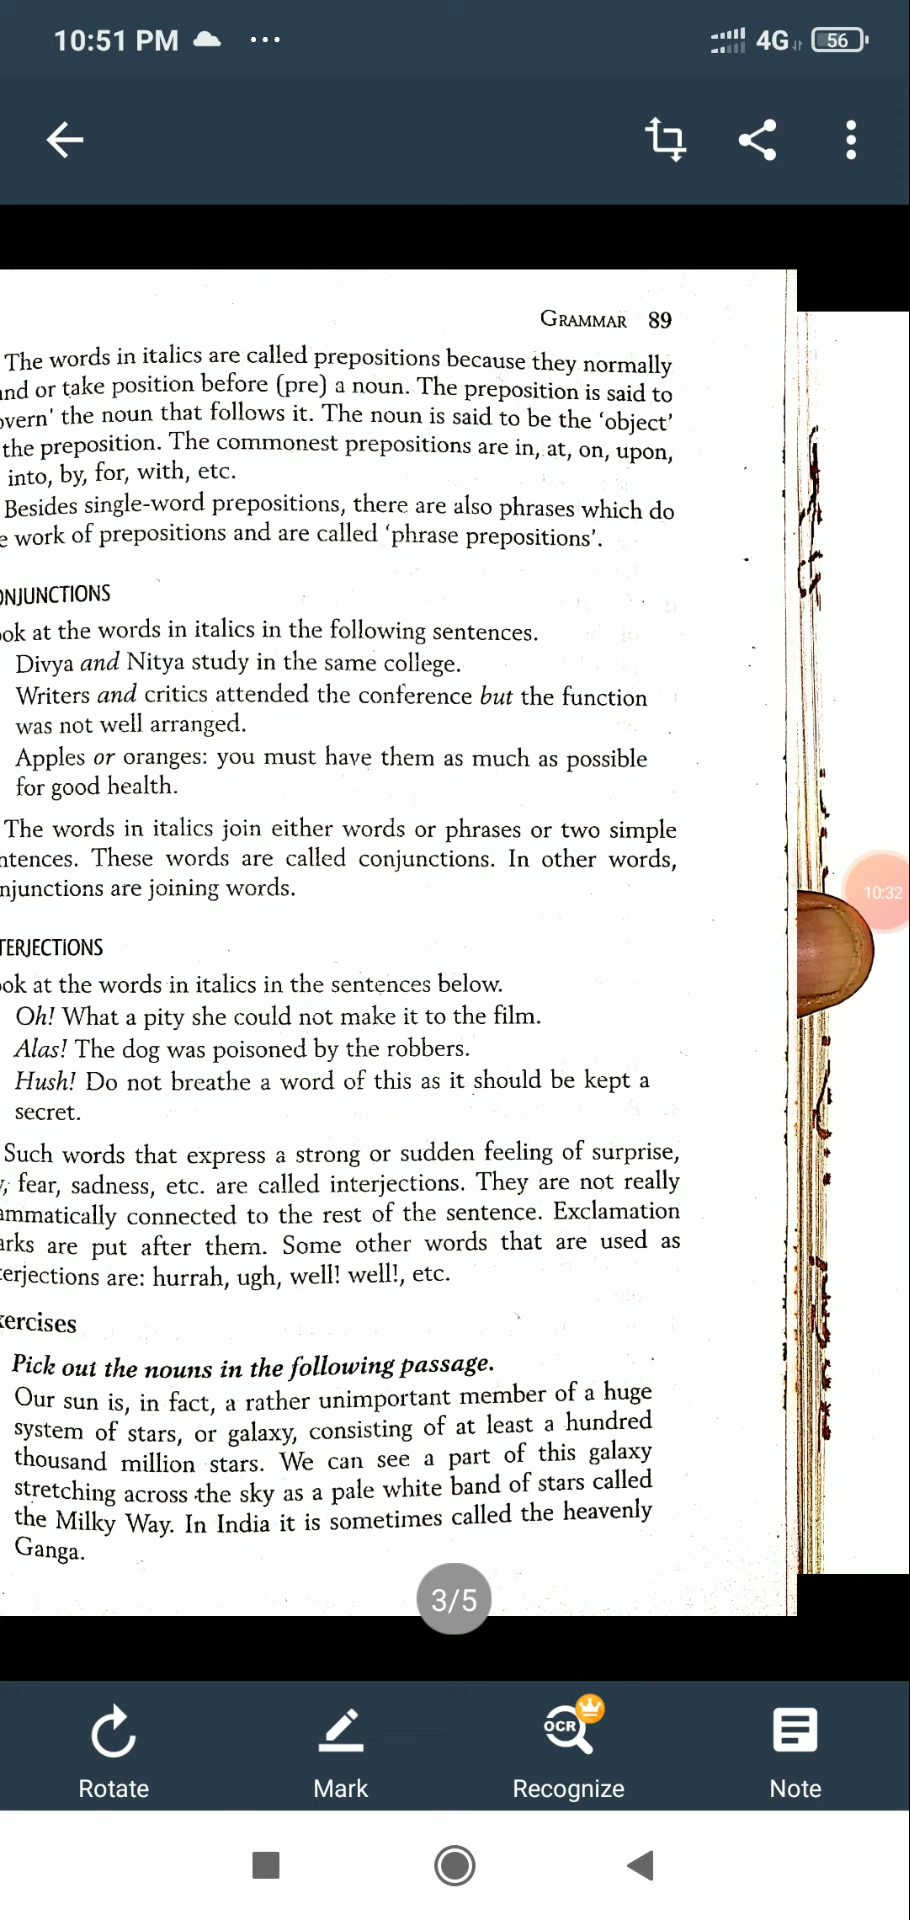 10:51 PM ...
4G 56
GRAMMAR 89
The words in italics are called prepositions because they normally
and or take position before (pre) a noun. The preposition is said to
overn' the noun that follows it. The noun is said to be the 'object'
the preposition. The commonest prepositions are in, at, on, upon,
into, by, for, with, etc.
Besides single-word prepositions, there are also phrases which do
e work of prepositions and are called 'phrase prepositions'.
ONJUNCTIONS
ook at the words in italics in the following sentences.
Divya and Nitya study in the same college.
Writers and critics attended the conference but the function
was not well arranged.
Apples or oranges: you must have them as much as possible
for good health.
The words in italics join either words or phrases or two simple
ntences. These words are called conjunctions. In other words,
njunctions are joining words.
10:32
TERJECTIONS
ook at the words in italics in the sentences below.
Oh! What a pity she could not make it to the film.
Alas! The dog was poisoned by the robbers.
Hush! Do not breathe a word of this as it should be kept a
secret.
Such words that express a strong or sudden feeling of surprise,
y, fear, sadness, etc. are called interjections. They are not really
ammatically connected to the rest of the sentence. Exclamation
arks are put after them. Some other words that are used as
terjections are: hurrah, ugh, well! well!, etc.
xercises
Pick out the nouns in the following passage.
Our sun is, in fact, a rather unimportant member of a huge
system of stars, or galaxy, consisting of at least a hundred
thousand million stars. We can see a part of this galaxy
stretching across the sky as a pale white band of stars called
the Milky Way. In India it is sometimes called the heavenly
Ganga.
3/5
OCR
Rotate Mark Recognize Note